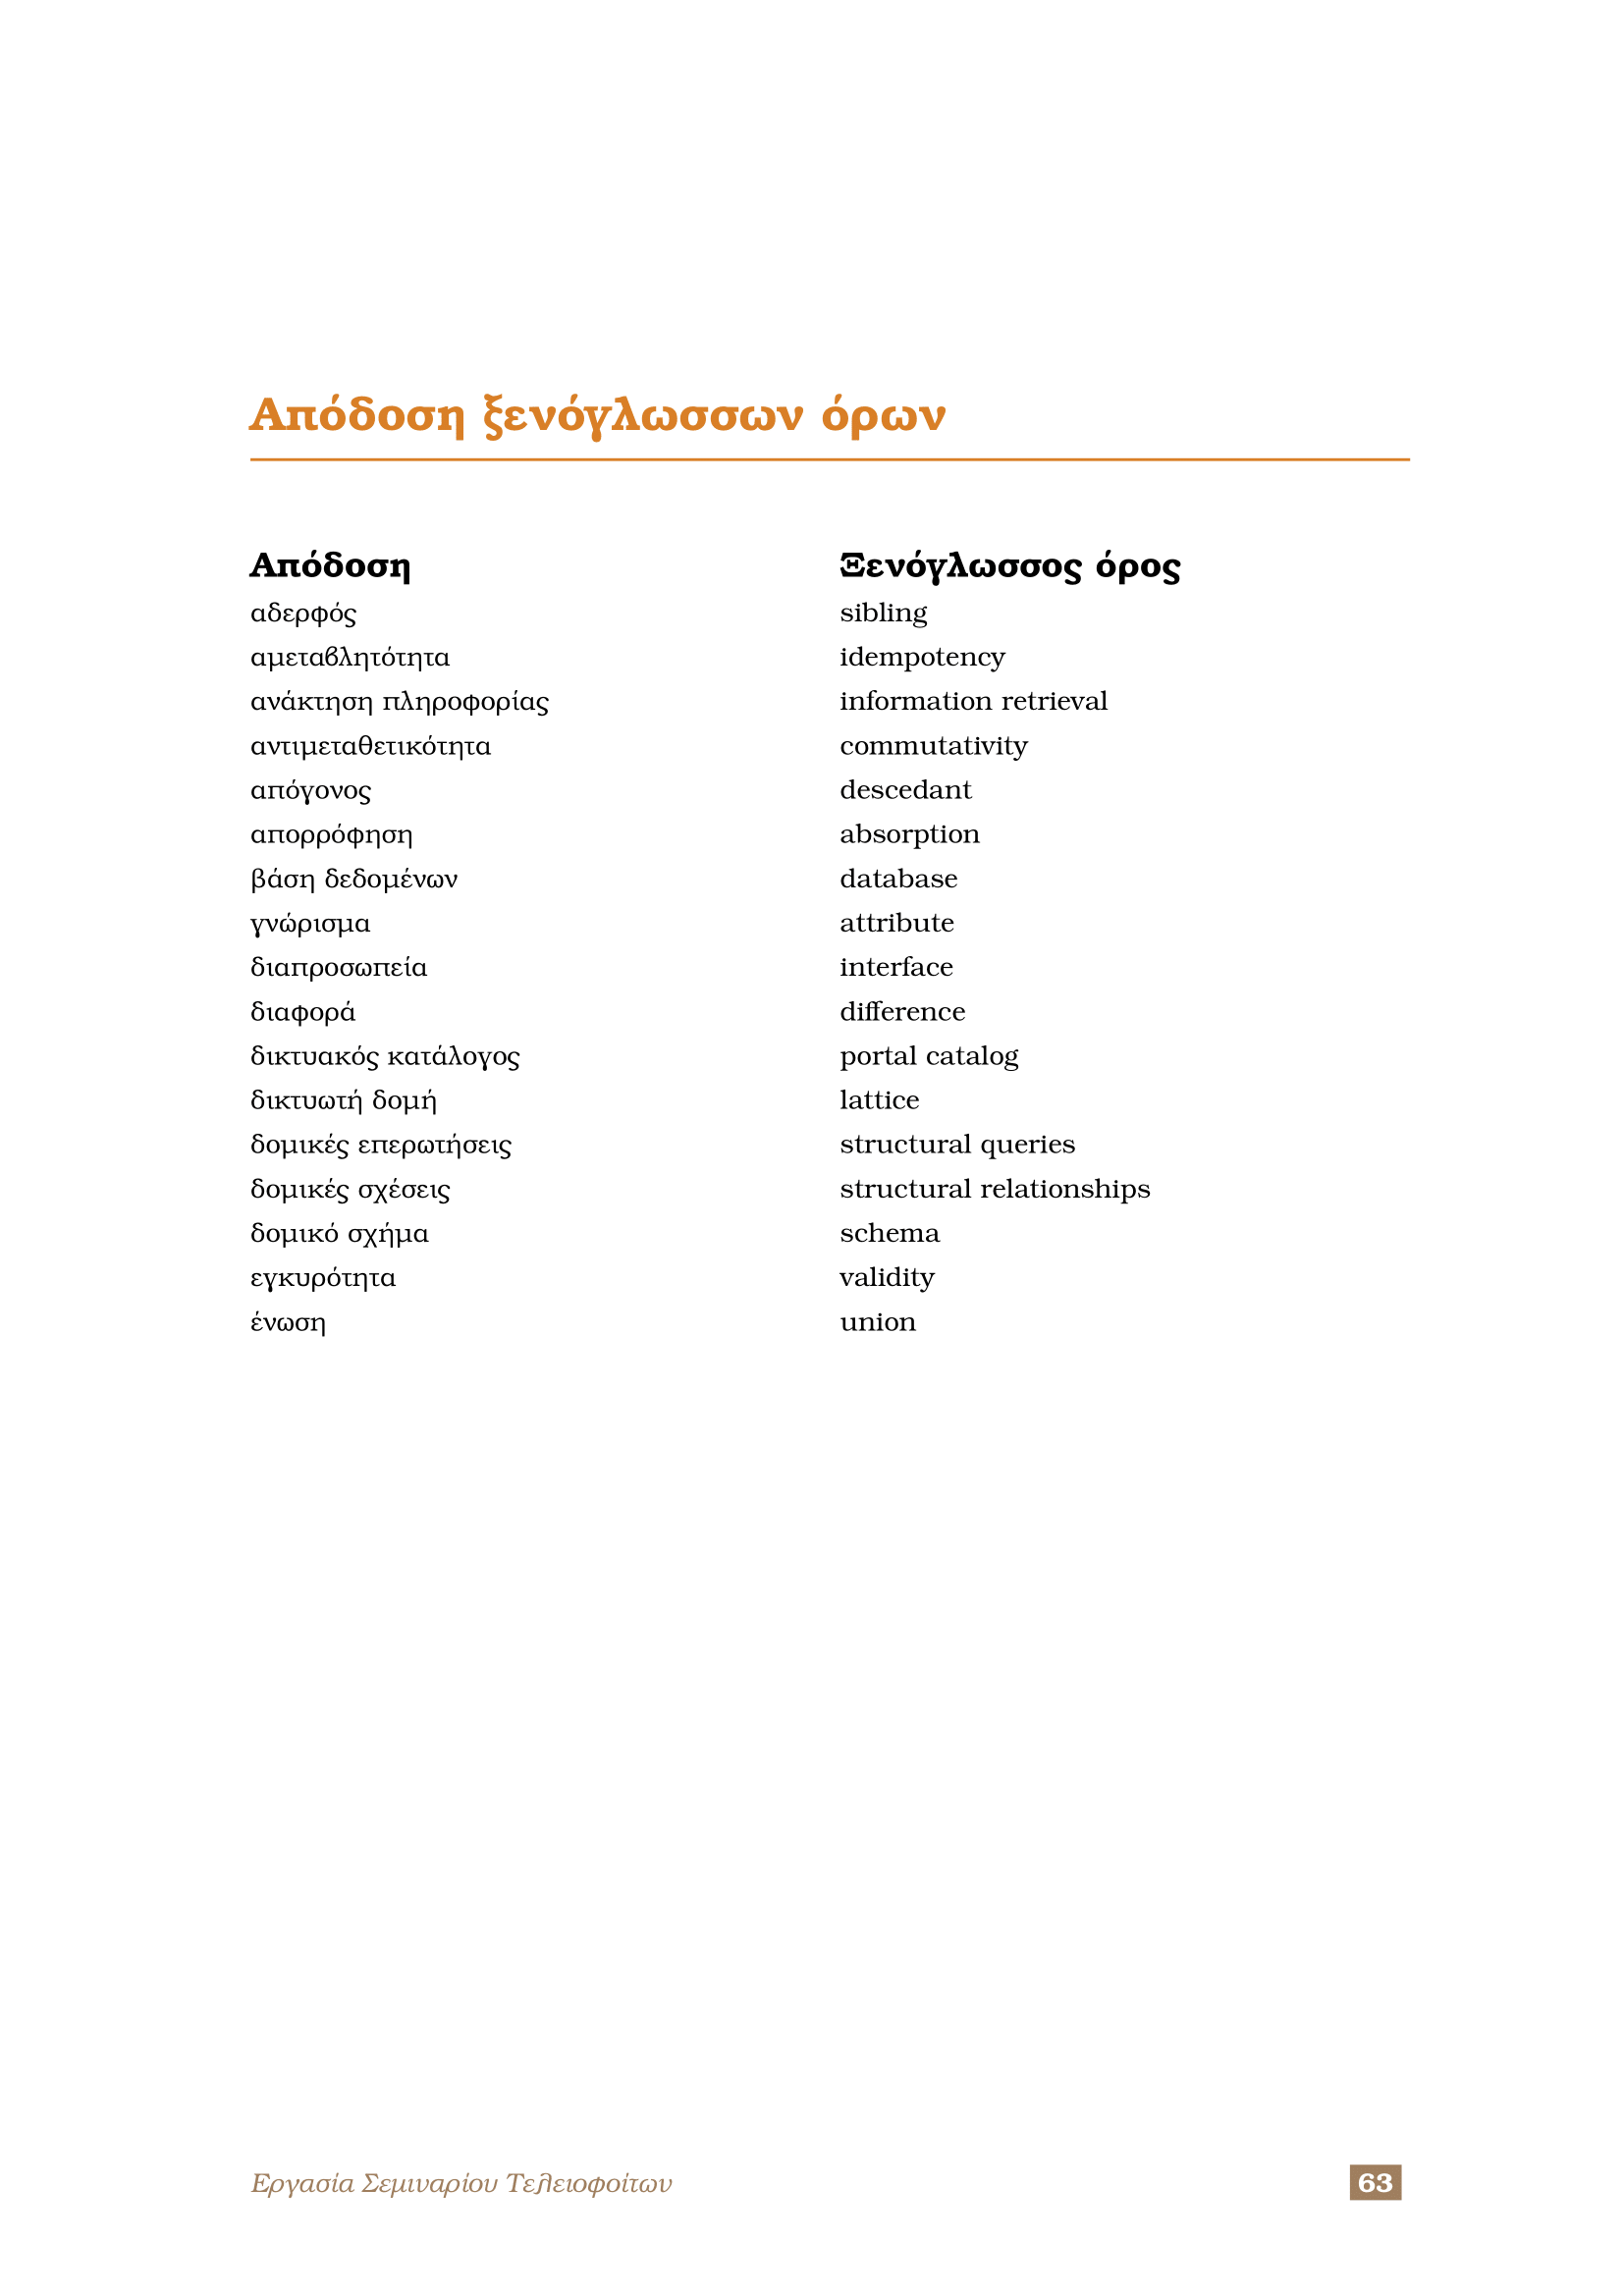 Απόδοση ξενόγλωσσων όρων
Απόδοση Ξενόγλωσσος όρος
αδερφός sibling
αμεταβλητότητα idempotency
ανάκτηση πληροφορίας information retrieval
αντιμεταθετικότητα commutativity
απόγονος descedant
απορρόφηση absorption
βάση δεδομένων database
γνώρισμα attribute
διαπροσωπεία interface
διαφορά difference
δικτυακός κατάλογος portal catalog
δικτυωτή δομή lattice
δομικές επερωτήσεις structural queries
δομικές σχέσεις structural relationships
δομικό σχήμα schema
εγκυρότητα validity
ένωση union
Εργασία Σεμιναρίου Τελειοφοίτων 63